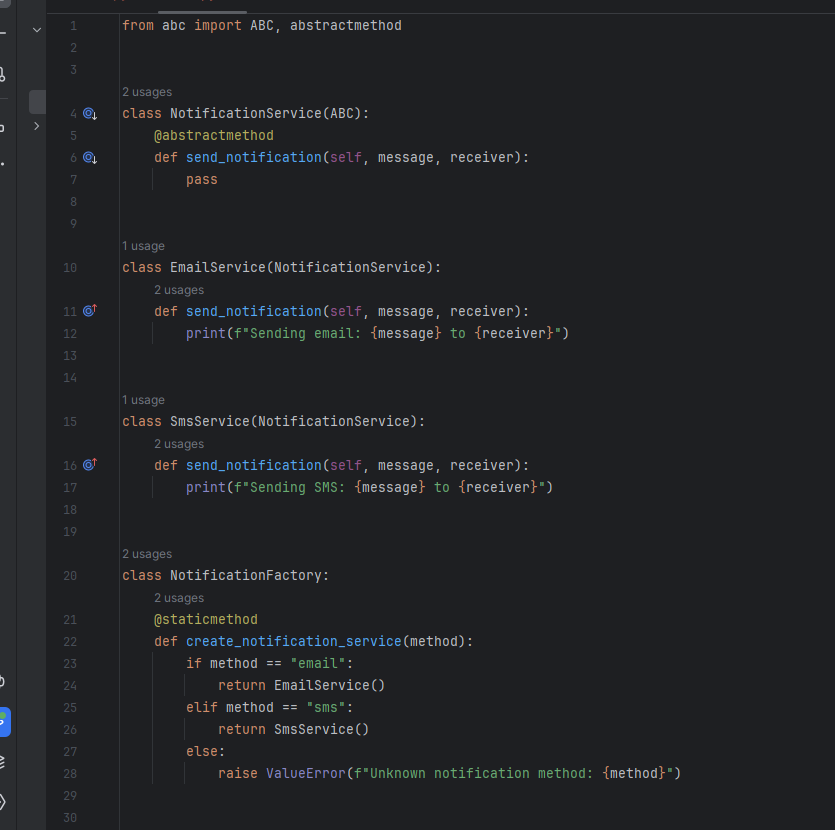 1 from abc import ABC, abstractmethod
2
3
2 usages
4 class NotificationService(ABC):
5     @abstractmethod
6     def send_notification(self, message, receiver):
7         pass
8
9
1 usage
10 class EmailService(NotificationService):
2 usages
11     def send_notification(self, message, receiver):
12         print(f"Sending email: {message} to {receiver}")
13
14
1 usage
15 class SmsService(NotificationService):
2 usages
16     def send_notification(self, message, receiver):
17         print(f"Sending SMS: {message} to {receiver}")
18
19
2 usages
20 class NotificationFactory:
2 usages
21     @staticmethod
22     def create_notification_service(method):
23         if method == "email":
24             return EmailService()
25         elif method == "sms":
26             return SmsService()
27         else:
28             raise ValueError(f"Unknown notification method: {method}")
29
30